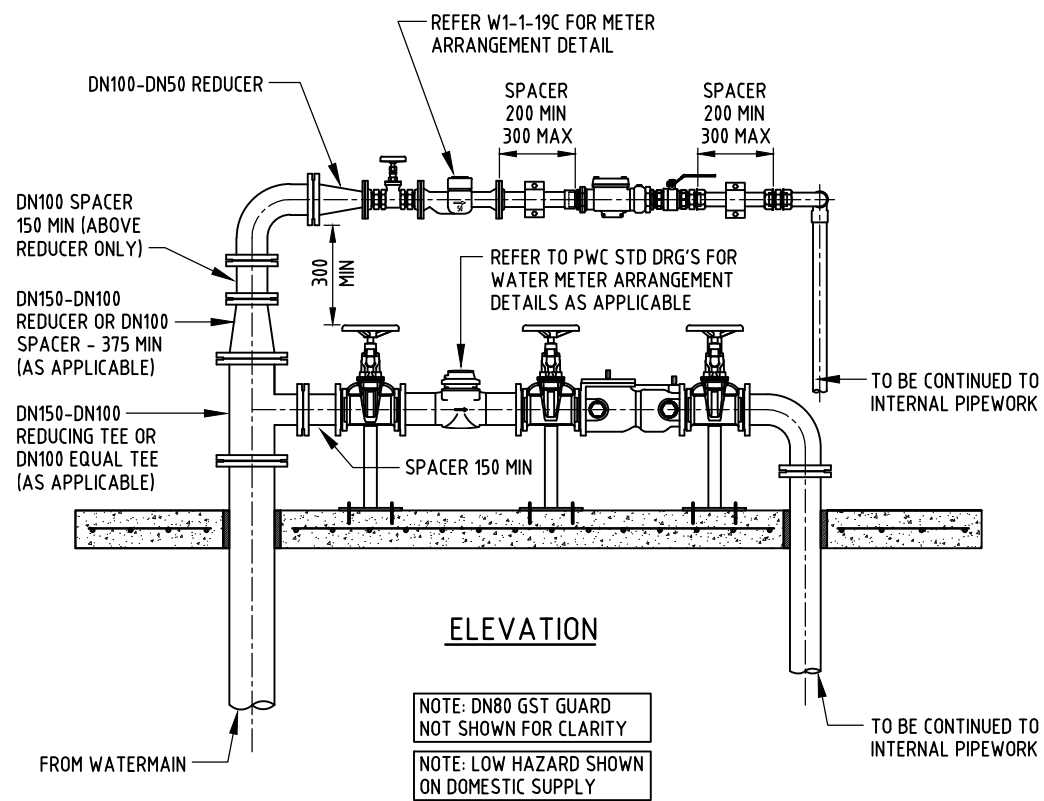 REFER W1-1-19C FOR METER
ARRANGEMENT DETAIL
DN100-DN50 REDUCER
SPACER
200 MIN
300 MAX
SPACER
200 MIN
300 MAX
DN100 SPACER
150 MIN (ABOVE
REDUCER ONLY)
50
300
MIN
REFER TO PWC STD DRG'S FOR
WATER METER ARRANGEMENT
DETAILS AS APPLICABLE
DN150-DN100
REDUCER OR DN100
SPACER - 375 MIN
(AS APPLICABLE)
TO BE CONTINUED TO
INTERNAL PIPEWORK
DN150-DN100
REDUCING TEE OR
DN100 EQUAL TEE
(AS APPLICABLE)
SPACER 150 MIN
ELEVATION
NOTE: DN80 GST GUARD
NOT SHOWN FOR CLARITY
TO BE CONTINUED TO
INTERNAL PIPEWORK
FROM WATERMAIN
NOTE: LOW HAZARD SHOWN
ON DOMESTIC SUPPLY